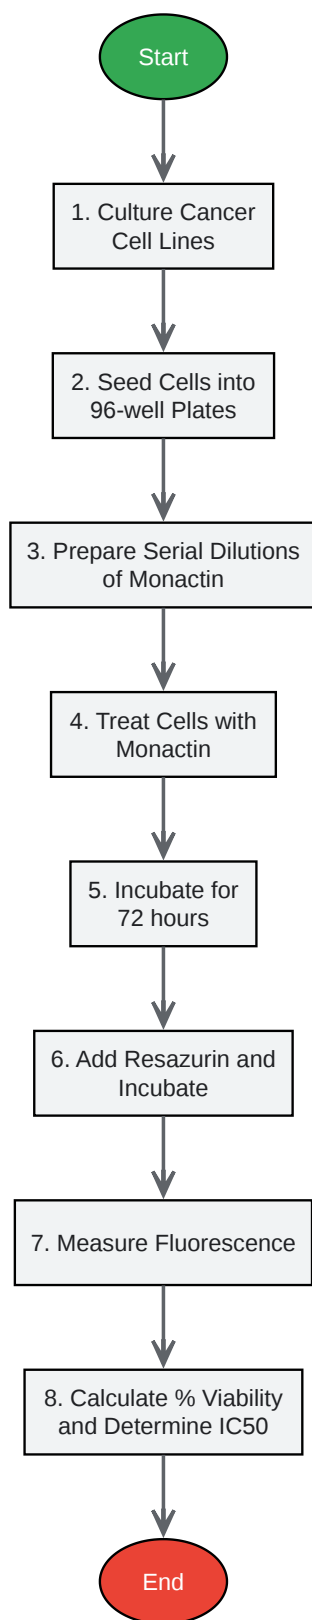 Start
1. Culture Cancer
Cell Lines
2. Seed Cells into
96-well Plates
3. Prepare Serial Dilutions
of Monactin
4. Treat Cells with
Monactin
5. Incubate for
72 hours
6. Add Resazurin and
Incubate
7. Measure Fluorescence
8. Calculate % Viability
and Determine IC50
End